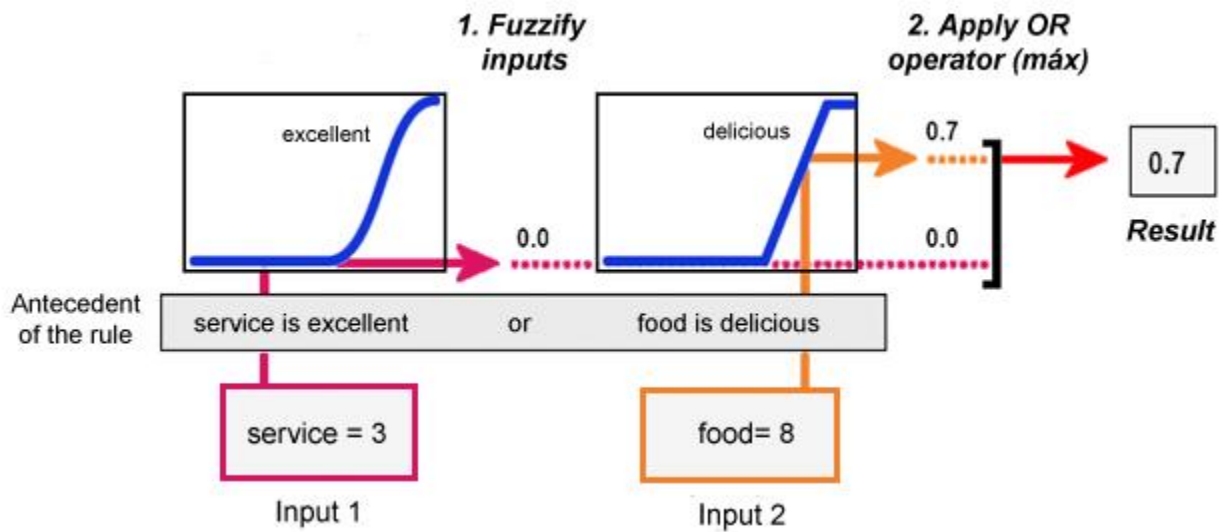 1. Fuzzify
inputs
2. Apply OR
operator (máx)
excellent
delicious
0.7
0.7
0.0
0.0
Result
Antecedent
of the rule
service is excellent or food is delicious
service = 3
food= 8
Input 1
Input 2